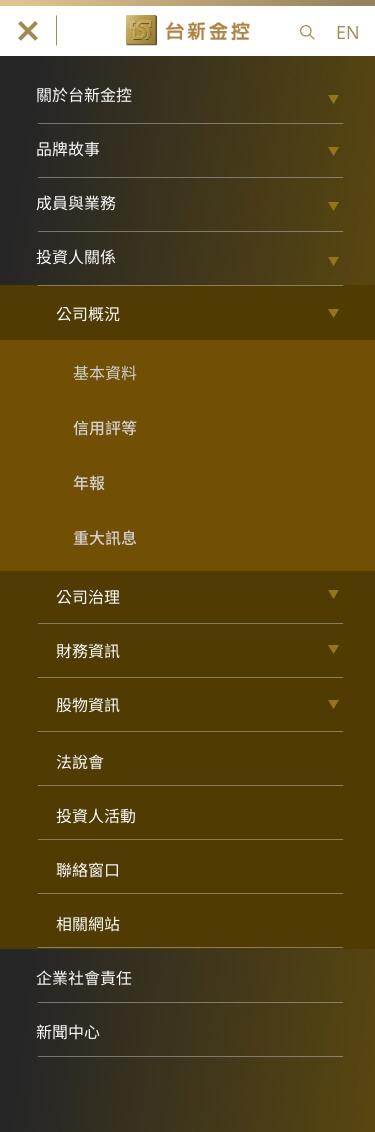 台新金控
EN
關於台新金控
品牌故事
成員與業務
投資人關係
公司概況
基本資料
信用評等
年報
重大訊息
公司治理
財務資訊
股物資訊
法說會
投資人活動
聯絡窗口
相關網站
企業社會責任
新聞中心